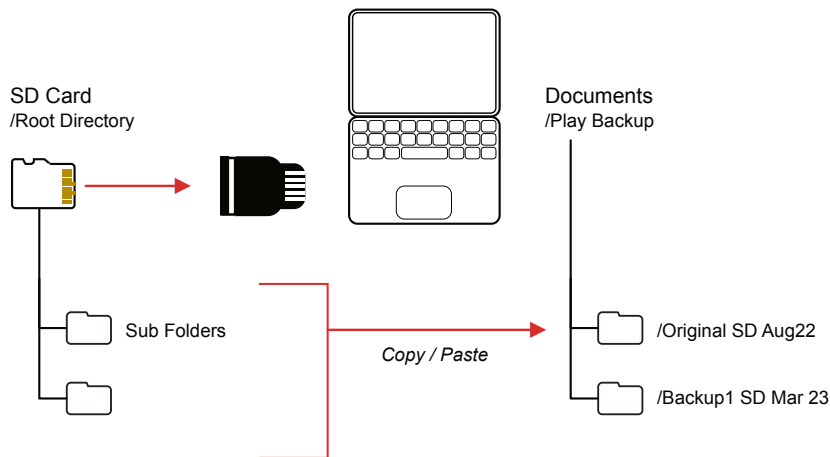 SD Card
/Root Directory
Documents
/Play Backup
Sub Folders
Copy / Paste
/Original SD Aug22
/Backup1 SD Mar 23